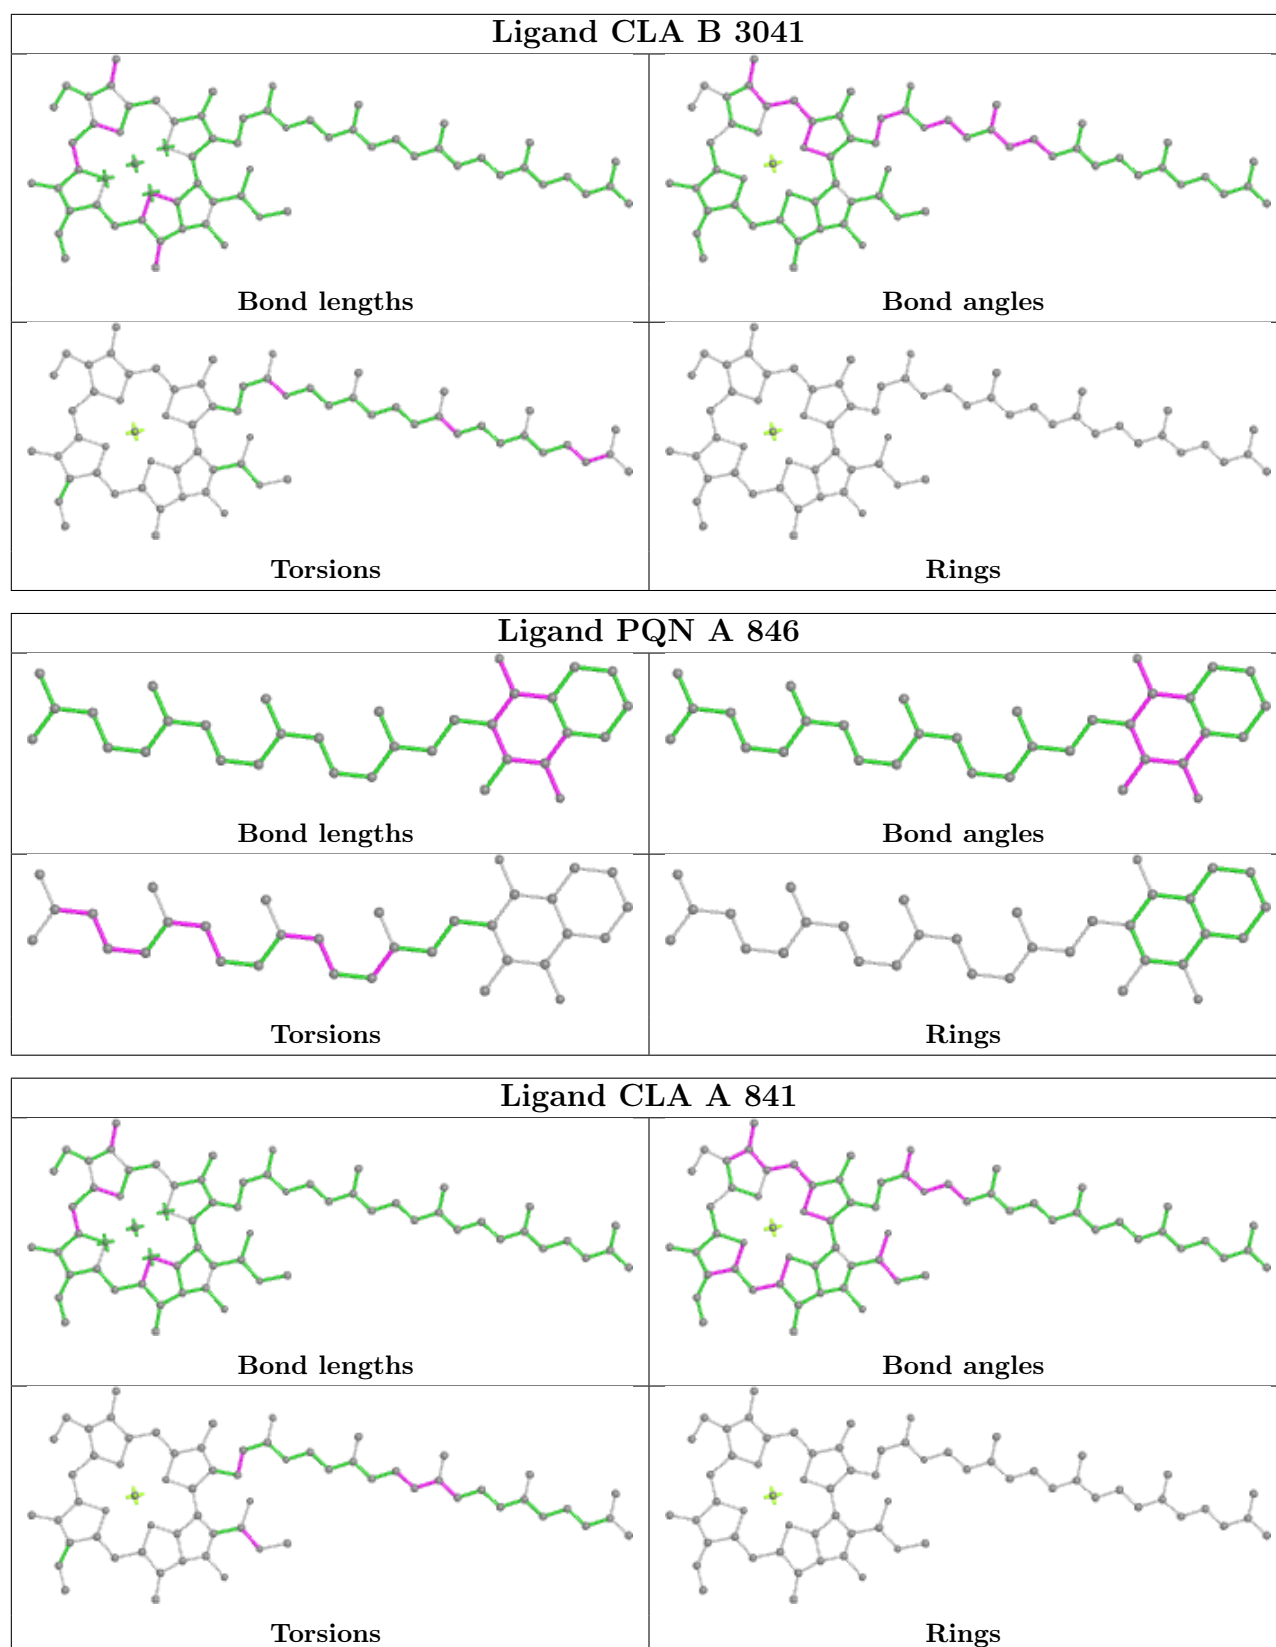 Ligand CLA B 3041
Bond lengths
Bond angles
Torsions
Rings
Ligand PQN A 846
Bond lengths
Bond angles
Torsions
Rings
Ligand CLA A 841
Bond lengths
Bond angles
Torsions
Rings